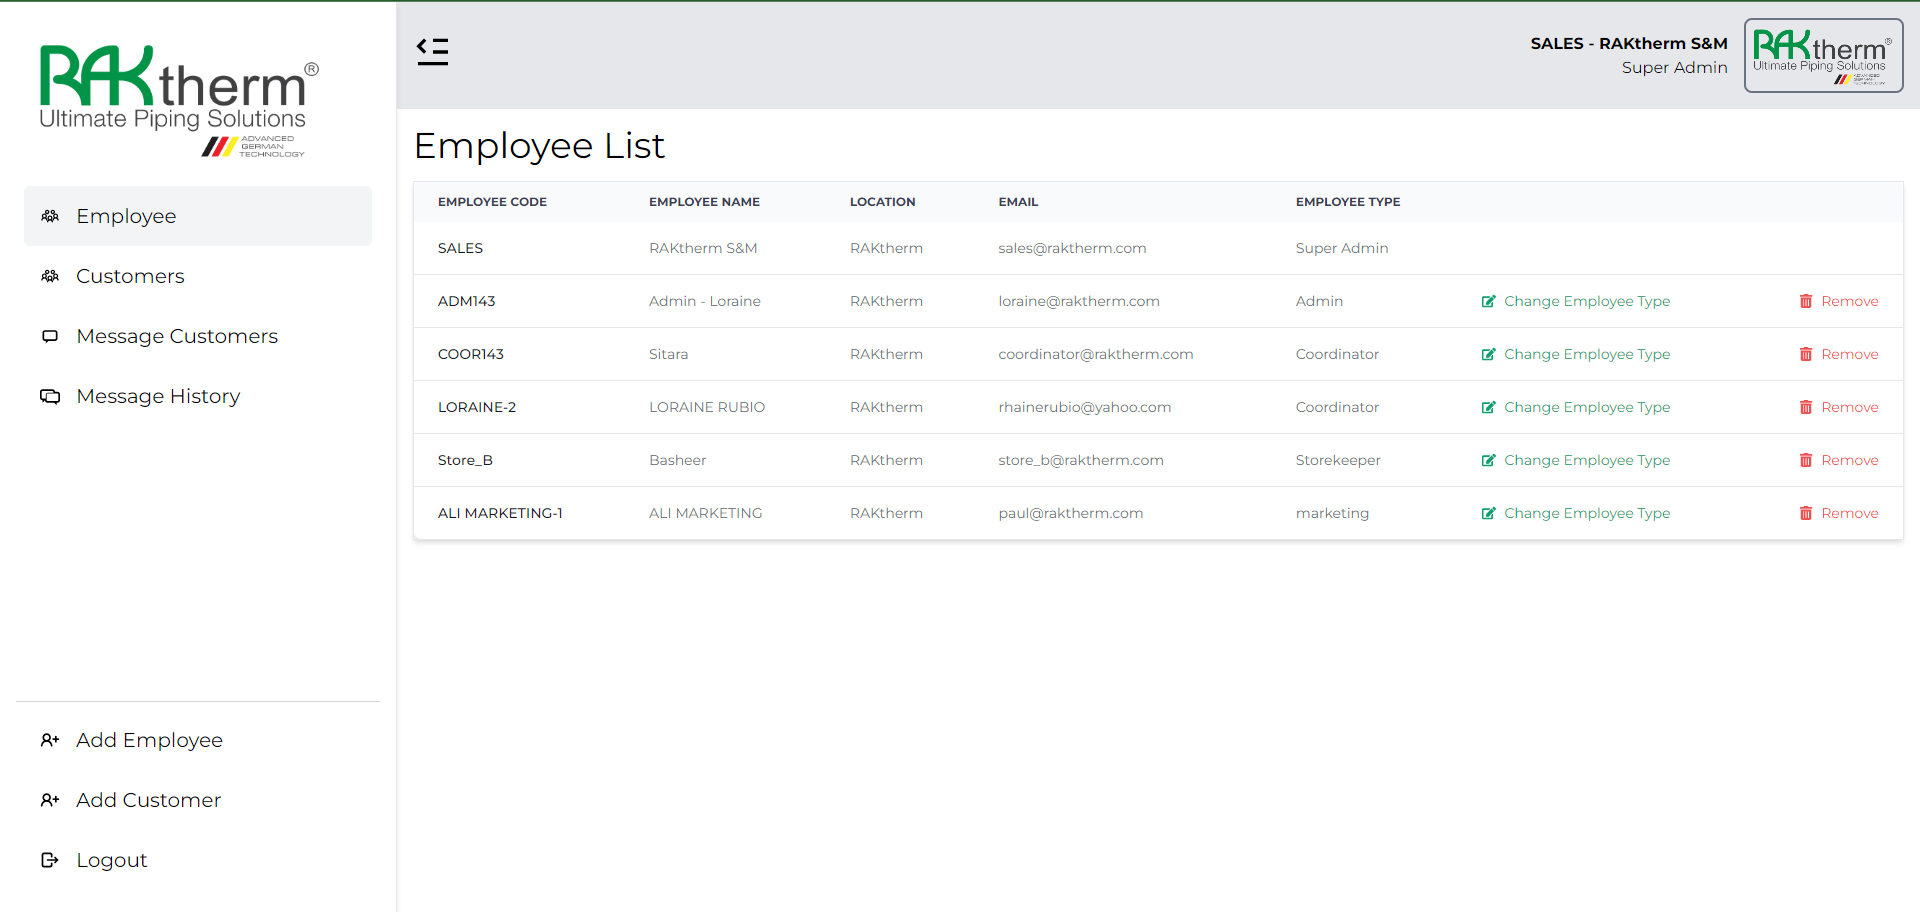 RAKtherm®
Ultimate Piping Solutions
ADVANCED
GERMAN
TECHNOLOGY
Employee
Customers
Message Customers
Message History
Add Employee
Add Customer
Logout
SALES - RAKtherm S&M
Super Admin
RAKtherm®
Ultimate Piping Solutions
ADVANCED
GERMAN
TECHNOLOGY
Employee List
EMPLOYEE CODE EMPLOYEE NAME LOCATION EMAIL EMPLOYEE TYPE
SALES RAKtherm S&M RAKtherm sales@raktherm.com Super Admin
ADM143 Admin - Loraine RAKtherm loraine@raktherm.com Admin Change Employee Type Remove
COOR143 Sitara RAKtherm coordinator@raktherm.com Coordinator Change Employee Type Remove
LORAINE-2 LORAINE RUBIO RAKtherm rhainerubio@yahoo.com Coordinator Change Employee Type Remove
Store_B Basheer RAKtherm store_b@raktherm.com Storekeeper Change Employee Type Remove
ALI MARKETING-1 ALI MARKETING RAKtherm paul@raktherm.com marketing Change Employee Type Remove